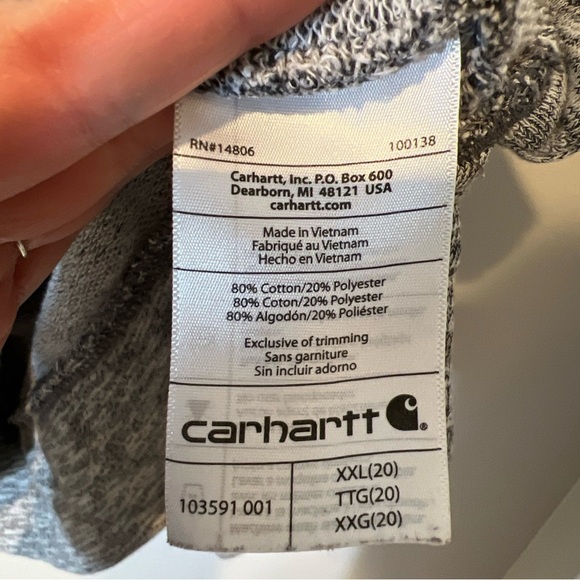 RN#14806 100138
Carhartt, Inc. P.O. Box 600
Dearborn, MI 48121 USA
carhartt.com
Made in Vietnam
Fabriqué au Vietnam
Hecho en Vietnam
80% Cotton/20% Polyester
80% Coton/20% Polyester
80% Algodón/20% Poliéster
Exclusive of trimming
Sans garniture
Sin incluir adorno
carhartt
103591 001
XXL(20)
TTG(20)
XXG(20)